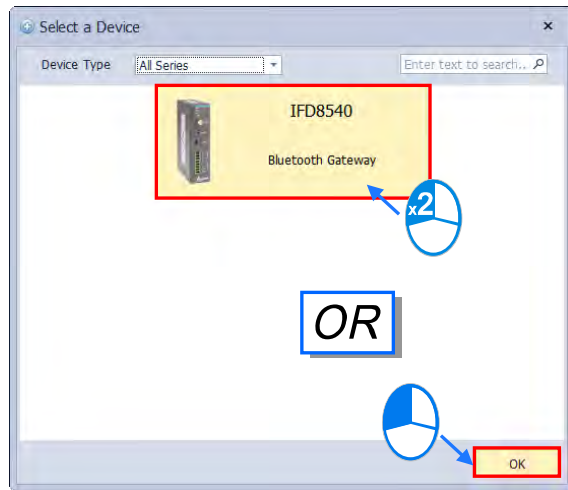 Select a Device
Device Type All Series Enter text to search..
IFD8540
Bluetooth Gateway
x2
OR
OK